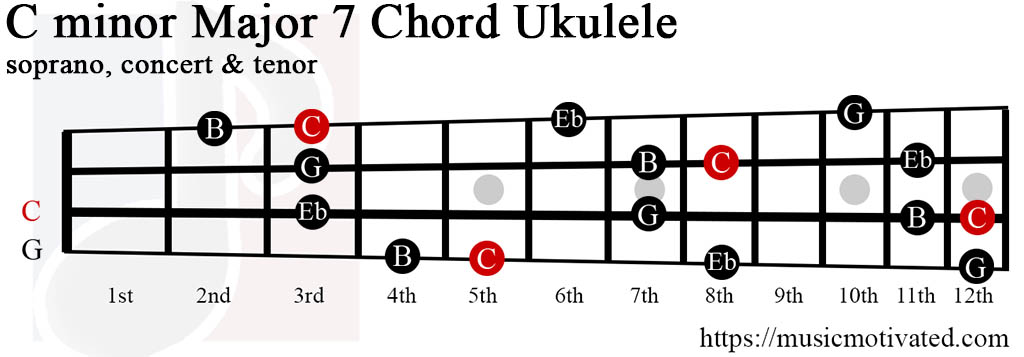 C minor Major 7 Chord Ukulele
soprano, concert & tenor
B C Eb G
G B C Eb
C Eb G B C
G B C Eb G
1st 2nd 3rd 4th 5th 6th 7th 8th 9th 10th 11th 12th
https://musicmotivated.com